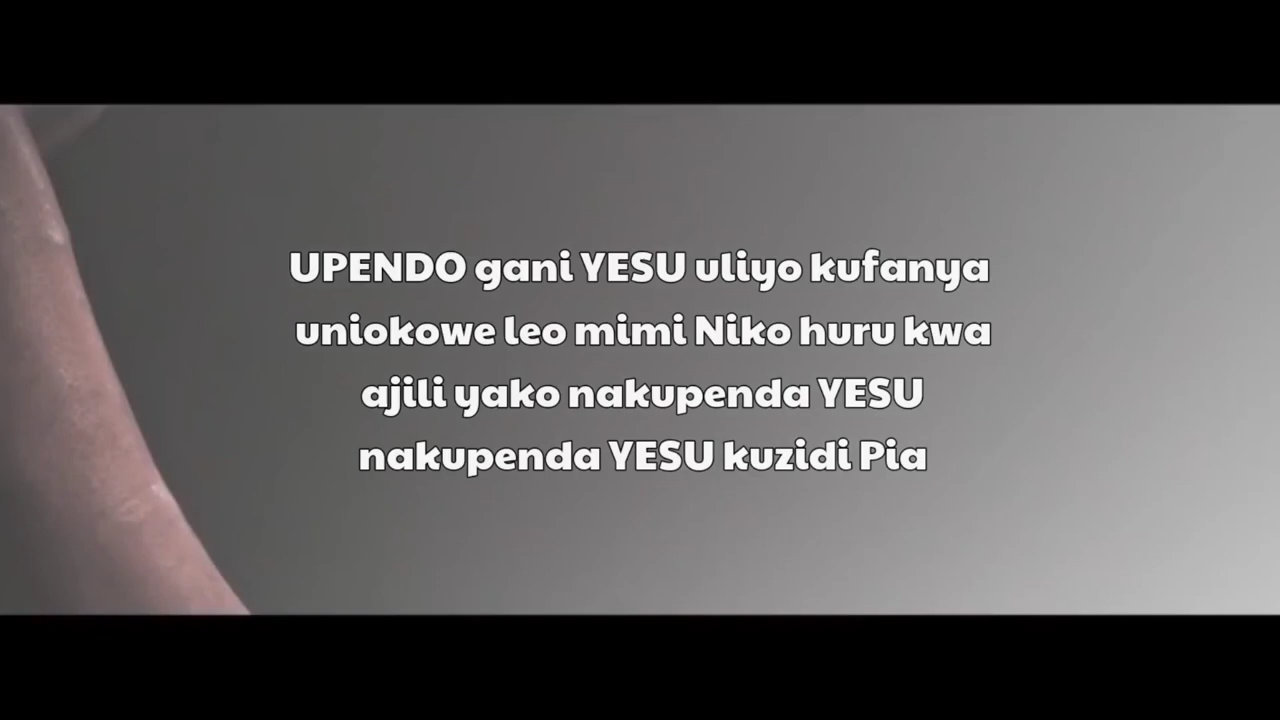 UPENDO gani YESU uliyo kufanya
uniokowe leo mimi Niko huru kwa
ajili yako nakupenda YESU
nakupenda YESU kuzidi Pia